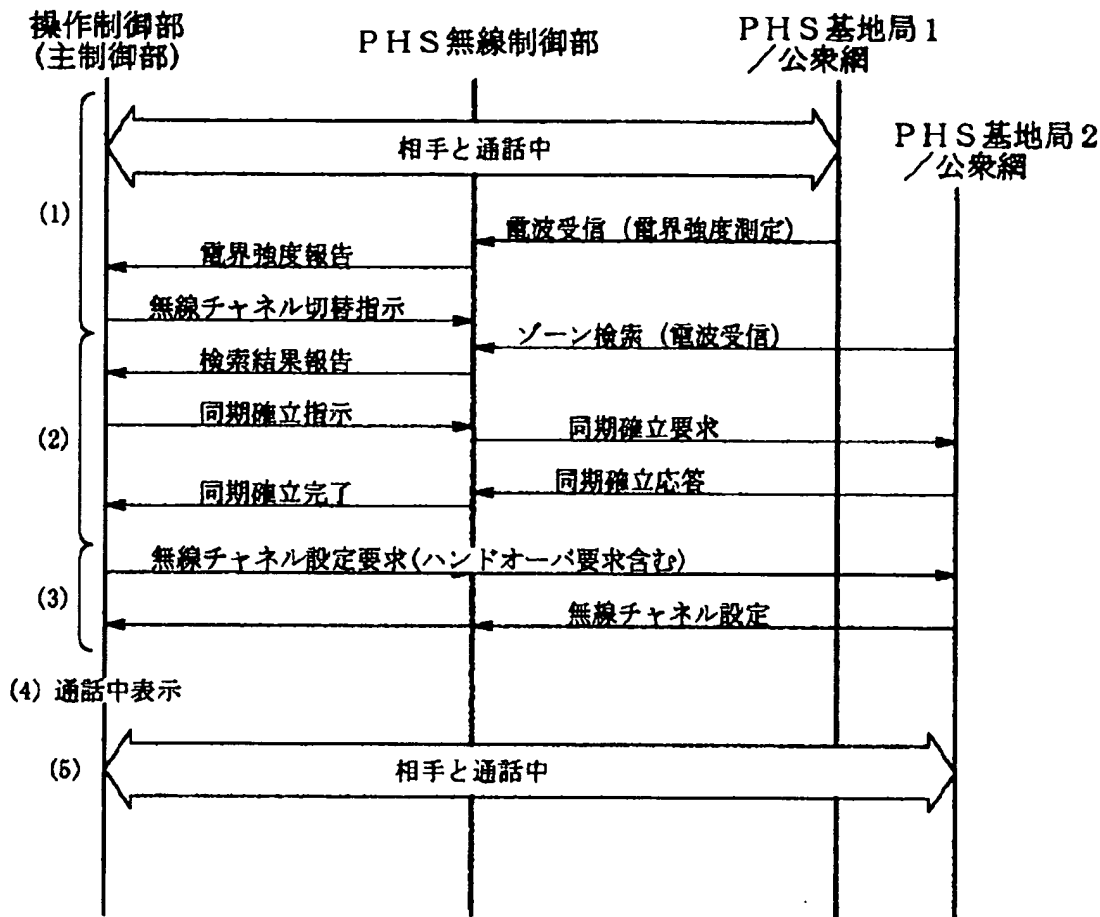 操作制御部
(主制御部)
PHS無線制御部
PHS基地局1
/公衆網
PHS基地局2
/公衆網
相手と通話中
(1)
電波受信(電界強度測定)
電界強度報告
無線チャネル切替指示
ゾーン検索(電波受信)
検索結果報告
同期確立指示
(2)
同期確立要求
同期確立応答
同期確立完了
無線チャネル設定要求(ハンドオーバ要求含む)
(3)
無線チャネル設定
(4) 通話中表示
(5)
相手と通話中